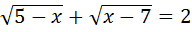 √(5 − x) + √(x − 7) = 2